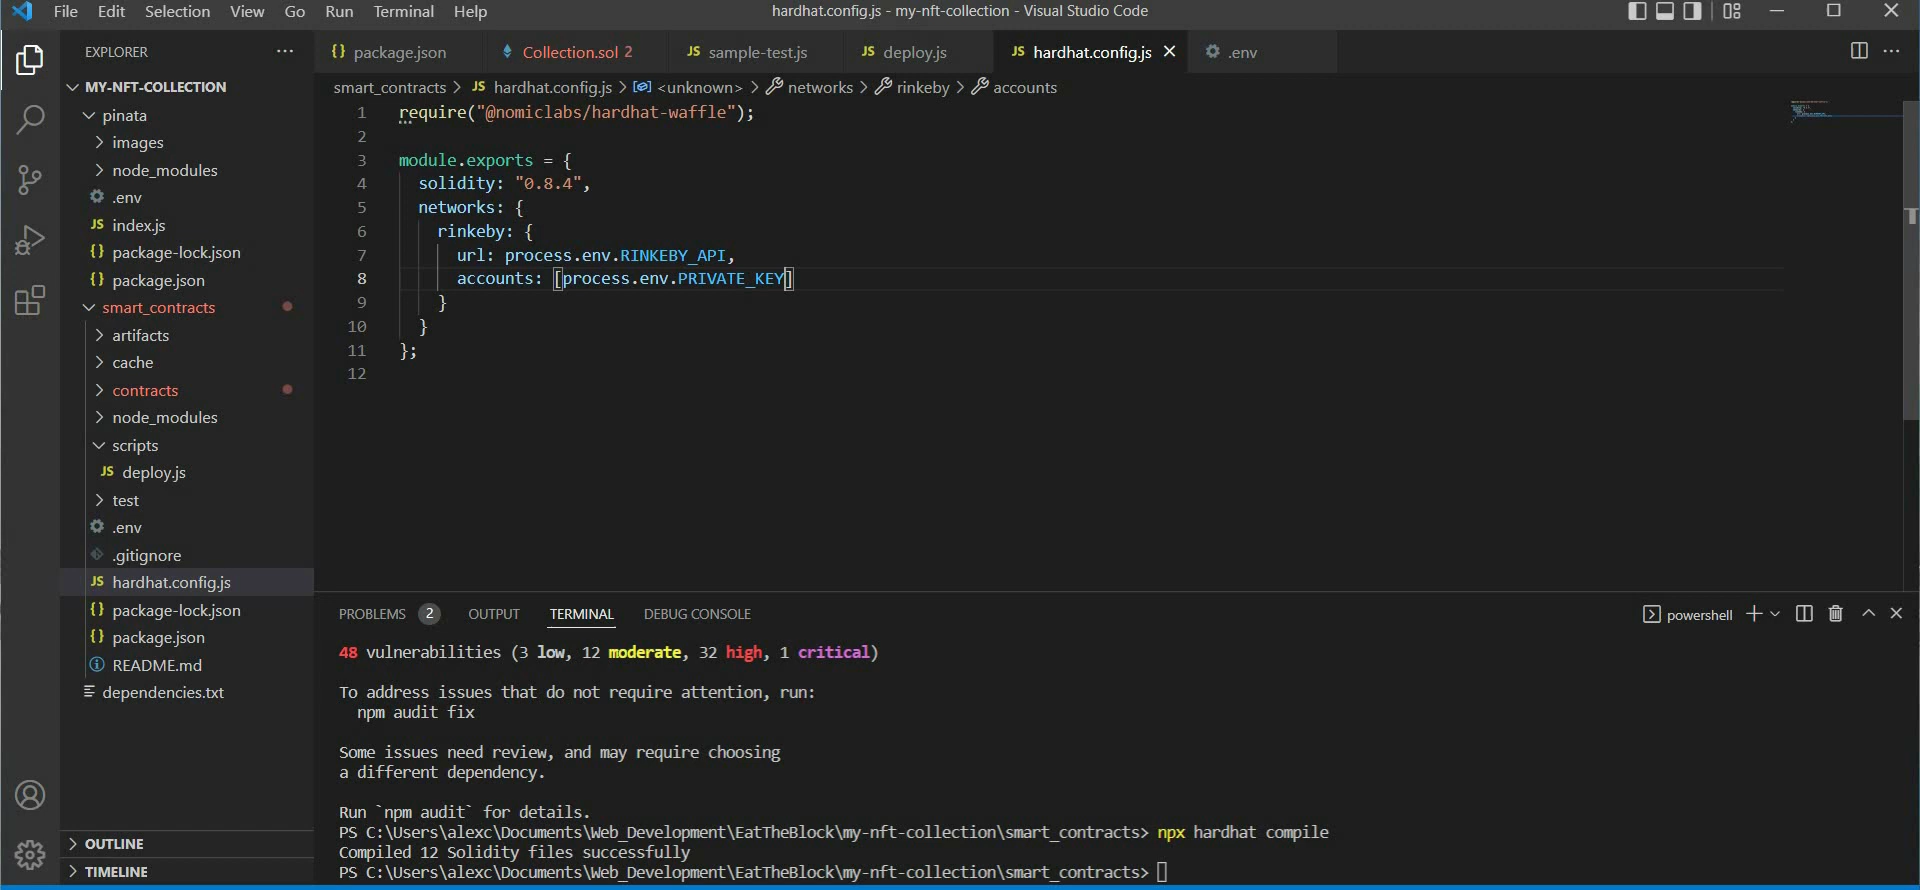 File Edit Selection View Go Run Terminal Help
hardhat.config.js - my-nft-collection - Visual Studio Code
EXPLORER
MY-NFT-COLLECTION
pinata
images
node_modules
.env
index.js
package-lock.json
package.json
smart_contracts
artifacts
cache
contracts
node_modules
scripts
JS deploy.js
test
.env
.gitignore
JS hardhat.config.js
{} package-lock.json
{} package.json
README.md
dependencies.txt
OUTLINE
TIMELINE
{} package.json
Collection.sol 2
JS sample-test.js
JS deploy.js
JS hardhat.config.js
.env
smart_contracts > JS hardhat.config.js > <unknown> > networks > rinkeby > accounts
1 require("@nomiclabs/hardhat-waffle");
2
3 module.exports = {
4 solidity: "0.8.4",
5 networks: {
6 rinkeby: {
7 url: process.env.RINKEBY_API,
8 accounts: [process.env.PRIVATE_KEY]
9 }
10 }
11 };
12
PROBLEMS 2 OUTPUT TERMINAL DEBUG CONSOLE
powershell
48 vulnerabilities (3 low, 12 moderate, 32 high, 1 critical)
To address issues that do not require attention, run:
npm audit fix
Some issues need review, and may require choosing
a different dependency.
Run `npm audit` for details.
PS C:\Users\alexc\Documents\Web_Development\EatTheBlock\my-nft-collection\smart_contracts> npx hardhat compile
Compiled 12 Solidity files successfully
PS C:\Users\alexc\Documents\Web_Development\EatTheBlock\my-nft-collection\smart_contracts>